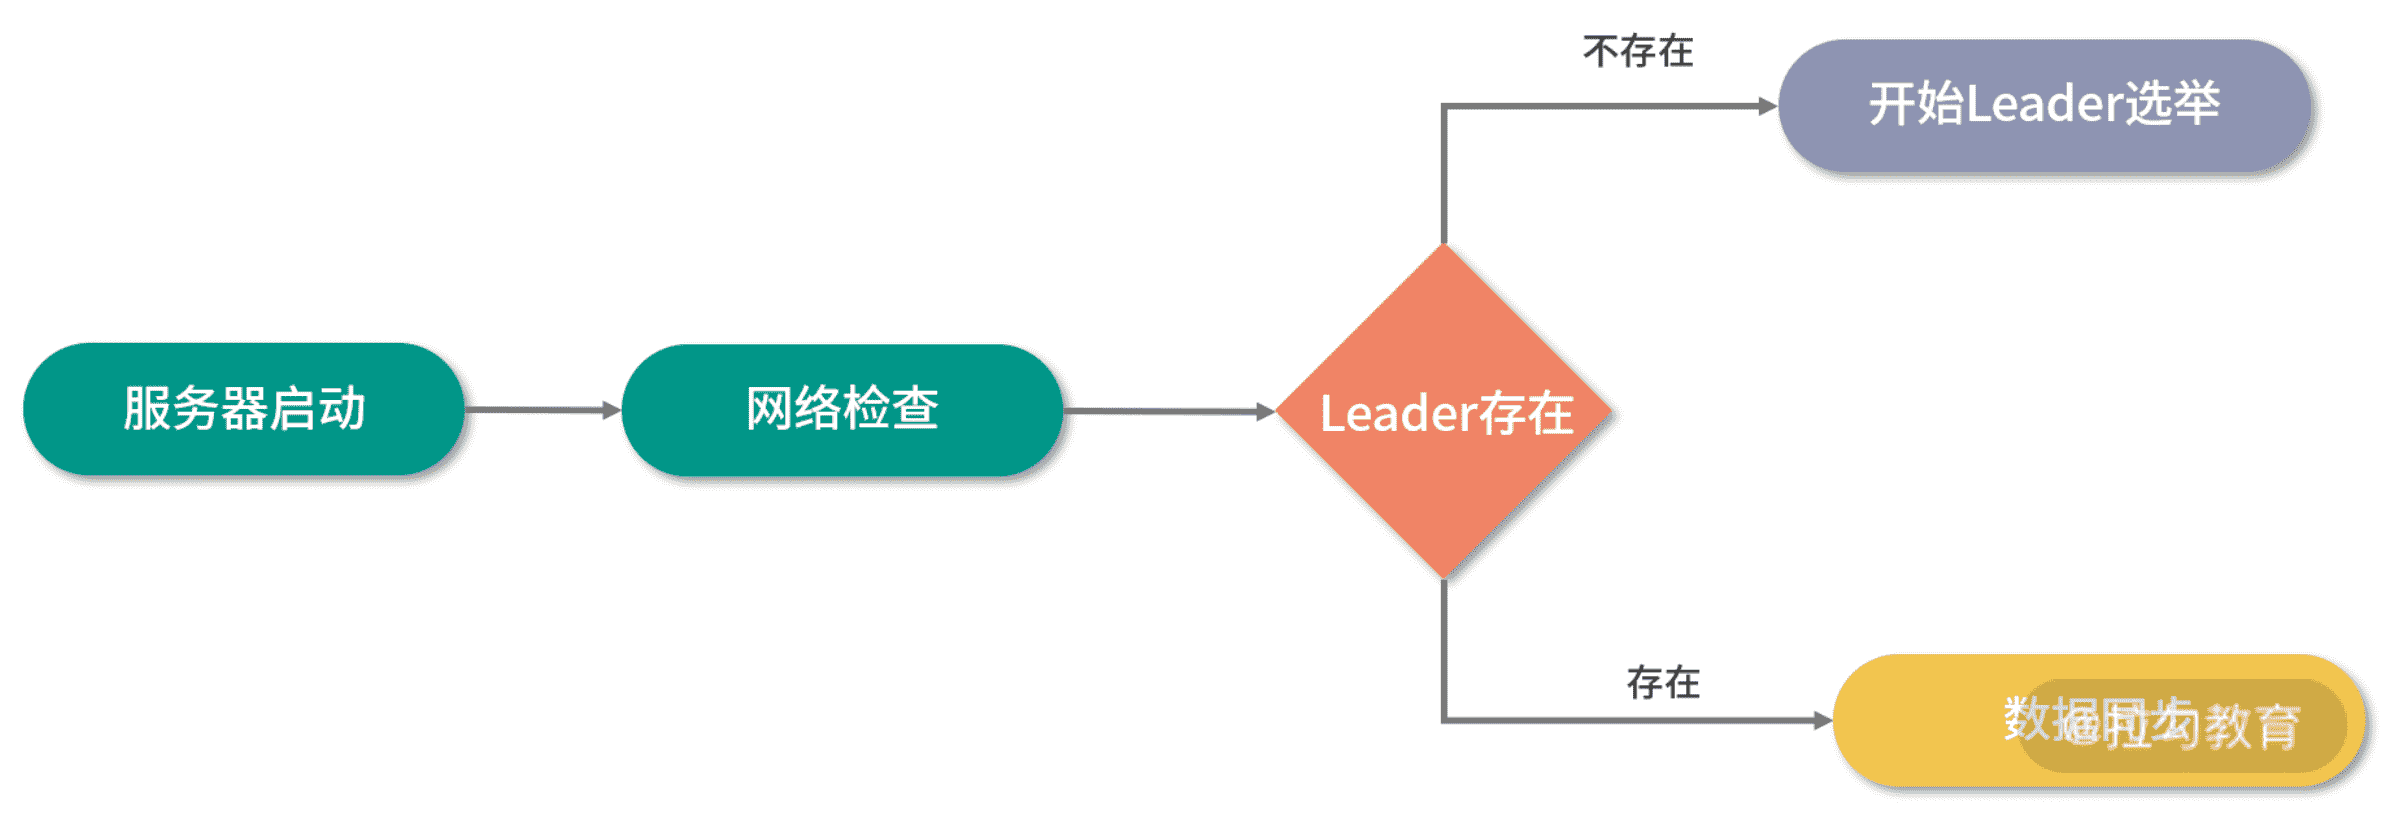 不存在
开始Leader选举
服务器启动
网络检查
Leader存在
存在
数据同步
@拉勾教育